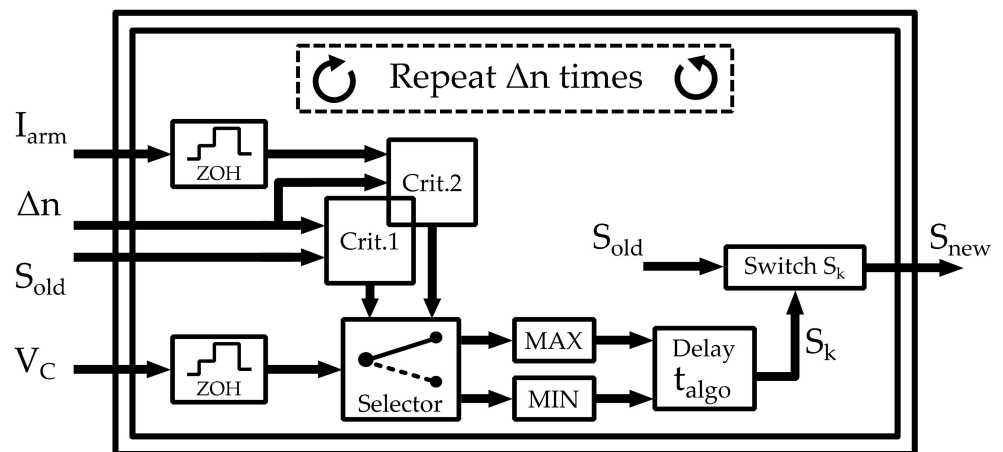 Repeat Δn times
I_arm
ZOH
Crit.2
Δn
Crit.1
S_old
S_old
Switch S_k
S_new
V_C
ZOH
Selector
MAX
MIN
Delay
t_algo
S_k